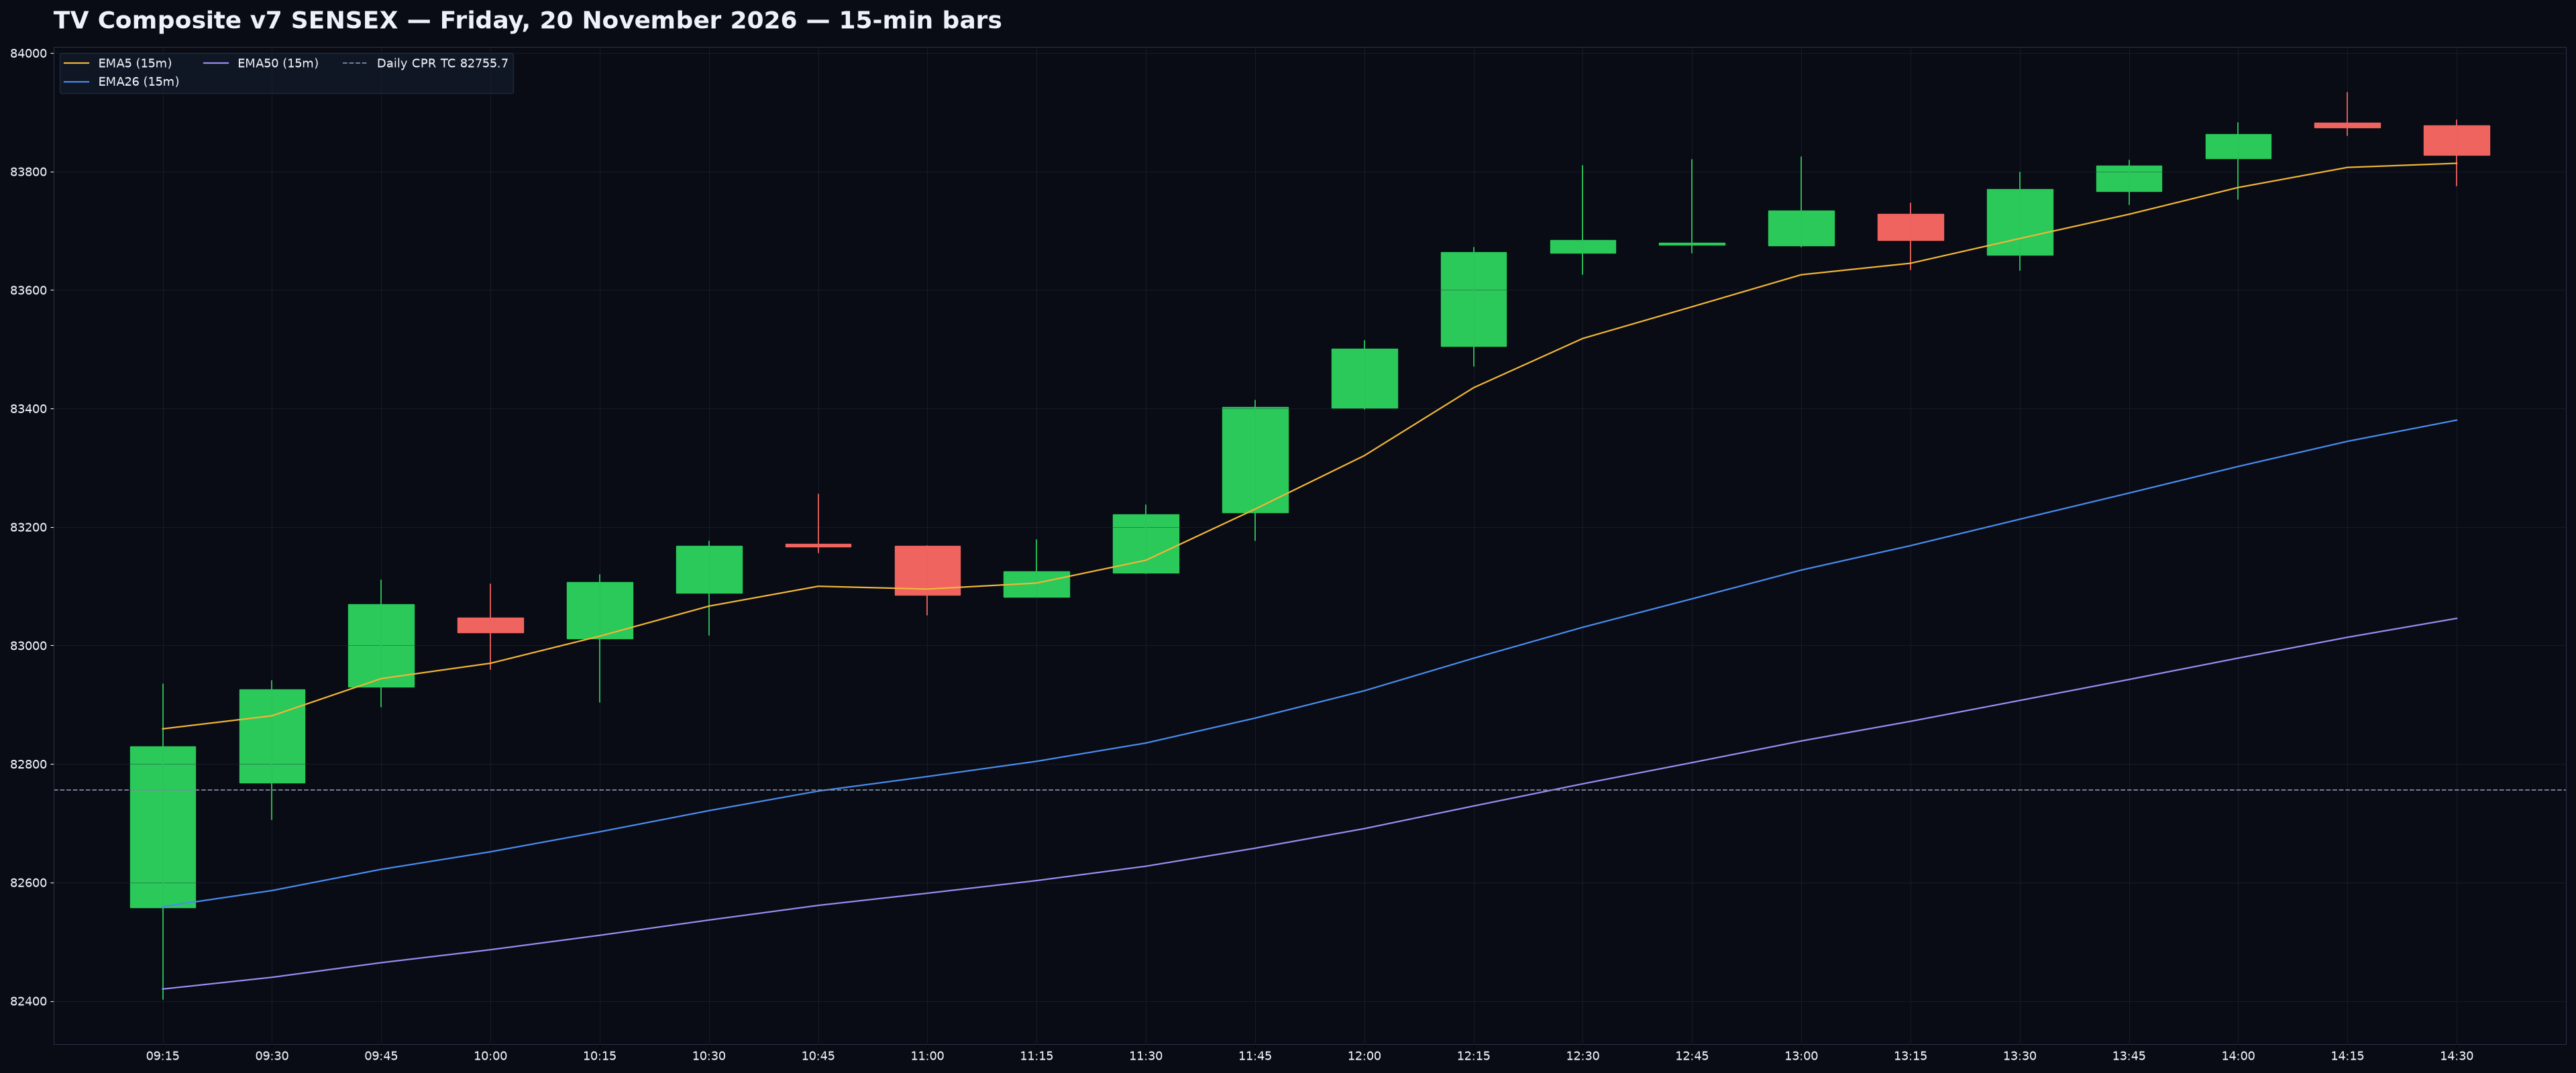 TV Composite v7 SENSEX — Friday, 20 November 2026 — 15-min bars
EMA5 (15m) EMA50 (15m) Daily CPR TC 82755.7
EMA26 (15m)
84000
83800
83600
83400
83200
83000
82800
82600
82400
09:15 09:30 09:45 10:00 10:15 10:30 10:45 11:00 11:15 11:30 11:45 12:00 12:15 12:30 12:45 13:00 13:15 13:30 13:45 14:00 14:15 14:30